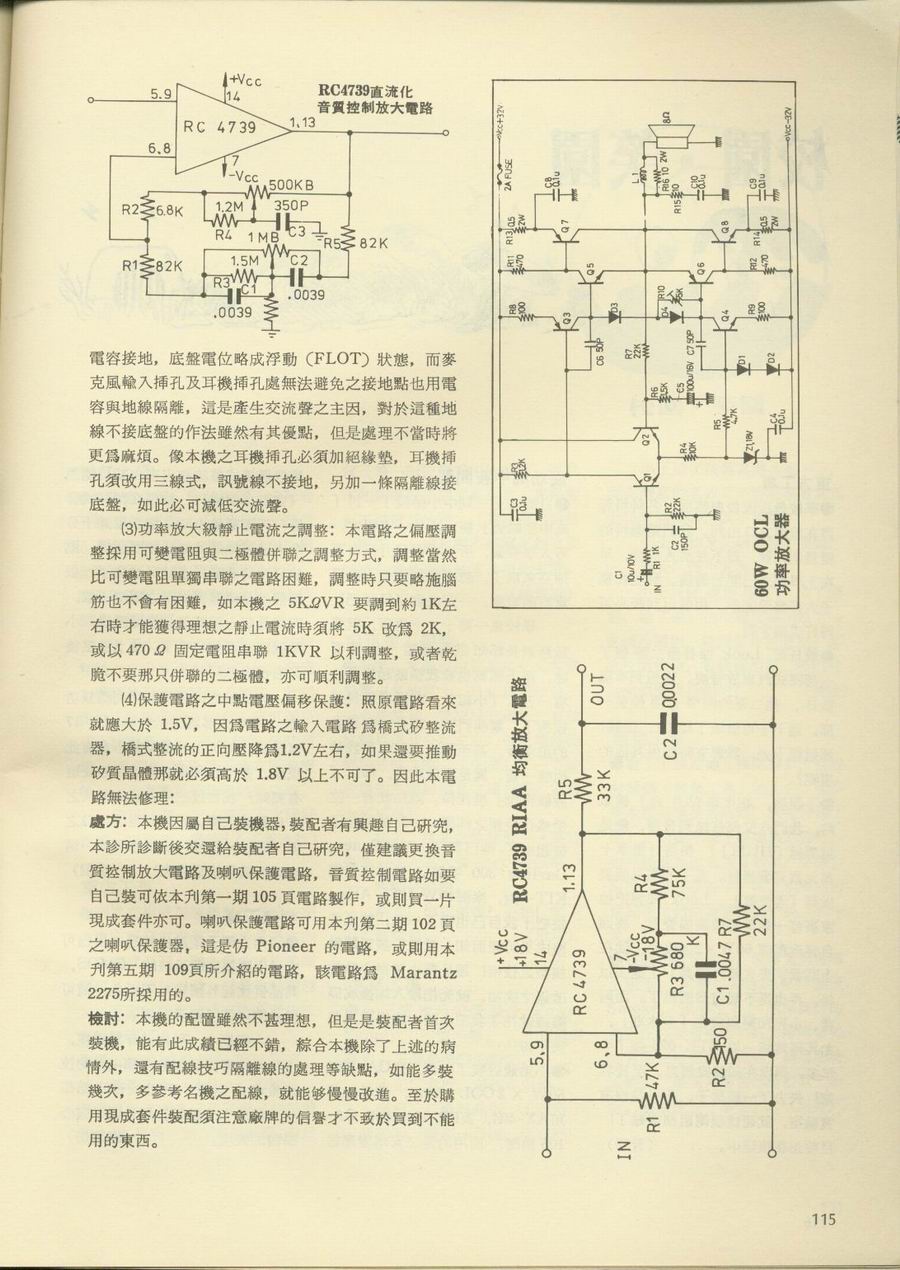 RC4739直流化
音質控制放大電路
+Vcc
14
5.9
RC 4739
1.13
6,8
7
-Vcc
500KB
R2
6.8K
1.2M
R4
350P
C3
1MB
R5
82K
R1
82K
1.5M
R3
C2
C1
.0039
.0039
電容接地，底盤電位略成浮動（FLOT）狀態，而麥
克風輸入揷孔及耳機揷孔處無法避免之接地點也用電
容與地線隔離，這是產生交流聲之主因，對於這種地
線不接底盤的作法雖然有其優點，但是處理不當時將
更爲麻煩。像本機之耳機揷孔必須加絕緣墊，耳機揷
孔須改用三線式，訊號線不接地，另加一條隔離線接
底盤，如此必可減低交流聲。
⑶功率放大級靜止電流之調整：本電路之偏壓調
整採用可變電阻與二極體併聯之調整方式，調整當然
比可變電阻單獨串聯之電路困難，調整時只要略施腦
筋也不會有困難，如本機之 5KΩVR 要調到約1K左
右時才能獲得理想之靜止電流時須將 5K 改爲 2K，
或以 470 Ω 固定電阻串聯 1KVR 以利調整，或者乾
脆不要那只併聯的二極體，亦可順利調整。
⑷保護電路之中點電壓偏移保護：照原電路看來
就應大於 1.5V，因爲電路之輸入電路爲橋式矽整流
器，橋式整流的正向壓降爲1.2V左右，如果還要推動
矽質晶體那就必須高於 1.8V 以上不可了。因此本電
路無法修理：
處方：本機因屬自己裝機器，裝配者有興趣自己研究，
本診所診斷後交還給裝配者自己研究，僅建議更換音
質控制放大電路及喇叭保護電路，音質控制電路如要
自己裝可依本刋第一期 105 頁電路製作，或則買一片
現成套件亦可。喇叭保護電路可用本刋第二期 102 頁
之喇叭保護器，這是仿 Pioneer 的電路，或則用本
刋第五期 109頁所介紹的電路，該電路爲 Marantz
2275所採用的。
檢討：本機的配置雖然不甚理想，但是是裝配者首次
裝機，能有此成績已經不錯，綜合本機除了上述的病
情外，還有配線技巧隔離線的處理等缺點，如能多裝
幾次，多參考名機之配線，就能够慢慢改進。至於購
用現成套件裝配須注意廠牌的信譽才不致於買到不能
用的東西。
60W OCL
功率放大器
+Vcc+32V
2A FUSE
8Ω
L1
R16 10 2W
R15 10
C10 0.1u
C8 0.1u
C9 0.1u
R13 0.5 2W
R14 0.5 2W
Q7
Q8
R11 470
R12 470
Q5
Q6
D3
D4
R10 5K
R8 100
R9 100
Q3
Q4
C6 50P
C7 50P
R7 22K
D1
D2
R6
C5 100u/16V
R5 4.7K
Q2
R4 10K
C4 0.1u
Q1
C3 0.1u
R2 22K
C2 150P
C1 10u/10V
R1 1K
IN
RC4739 RIAA 均衡放大電路
OUT
C2 0.0022
R5
33K
1.13
+Vcc
+18V
14
RC 4739
7
-Vcc
-18V
R4
75K
R3 680
K
C1 .0047
R7
22K
5,9
6,8
R1 47K
R2
IN
115